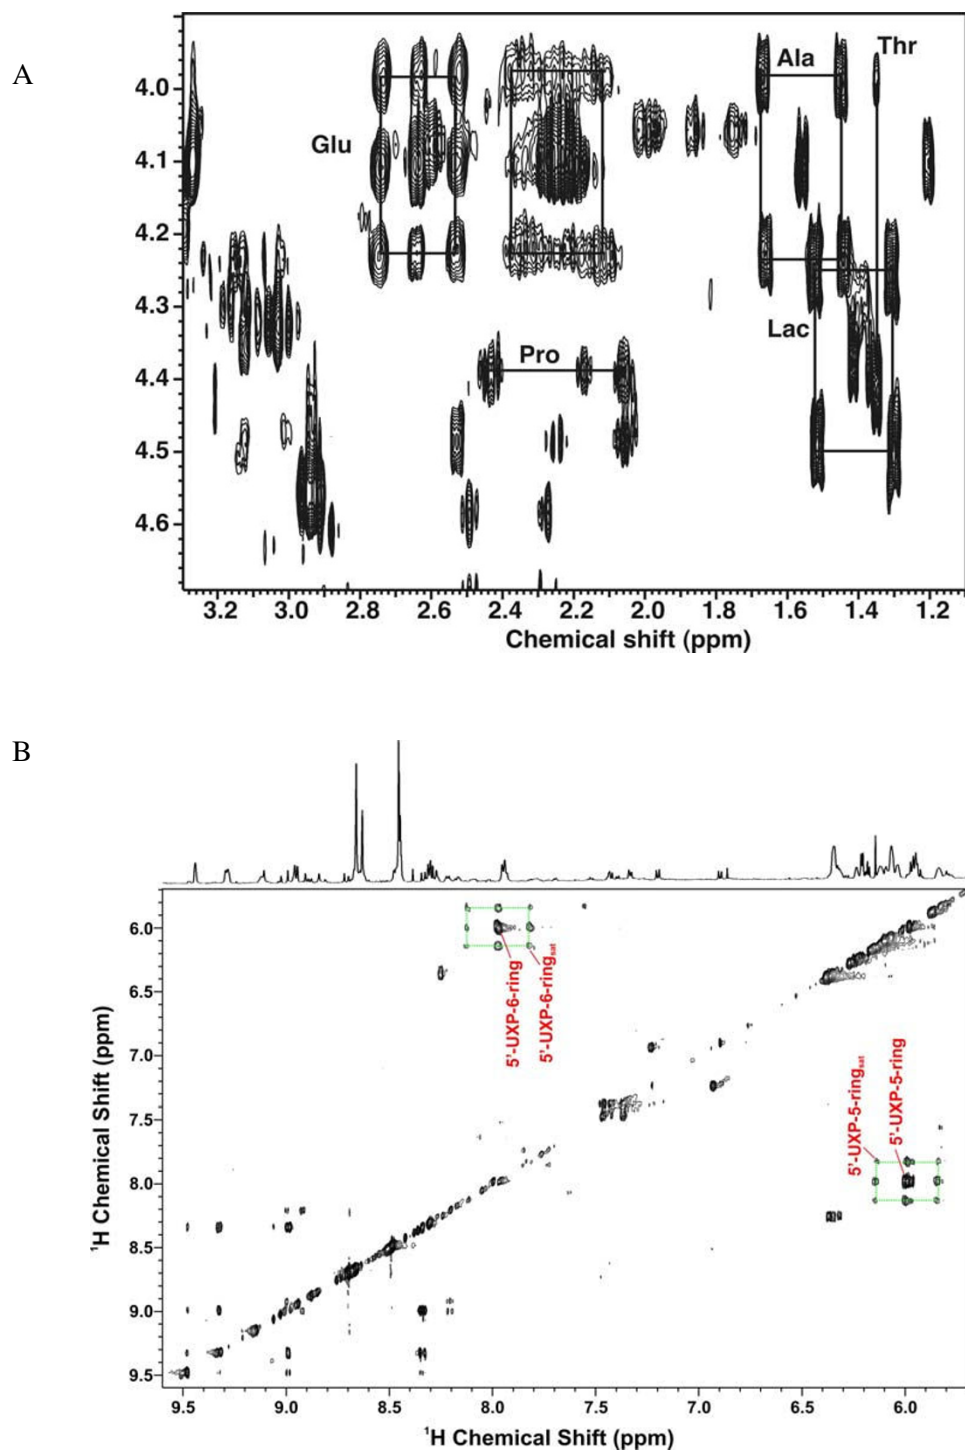 A
4.0
4.1
4.2
4.3
4.4
4.5
4.6
Glu
Ala
Thr
Pro
Lac
3.2 3.0 2.8 2.6 2.4 2.2 2.0 1.8 1.6 1.4 1.2
Chemical shift (ppm)
B
¹H Chemical Shift (ppm)
6.0
6.5
7.0
7.5
8.0
8.5
9.0
9.5
5'-UXP-6-ring
5'-UXP-6-ringsat
5'-UXP-5-ringsat
5'-UXP-5-ring
9.5 9.0 8.5 8.0 7.5 7.0 6.5 6.0
¹H Chemical Shift (ppm)